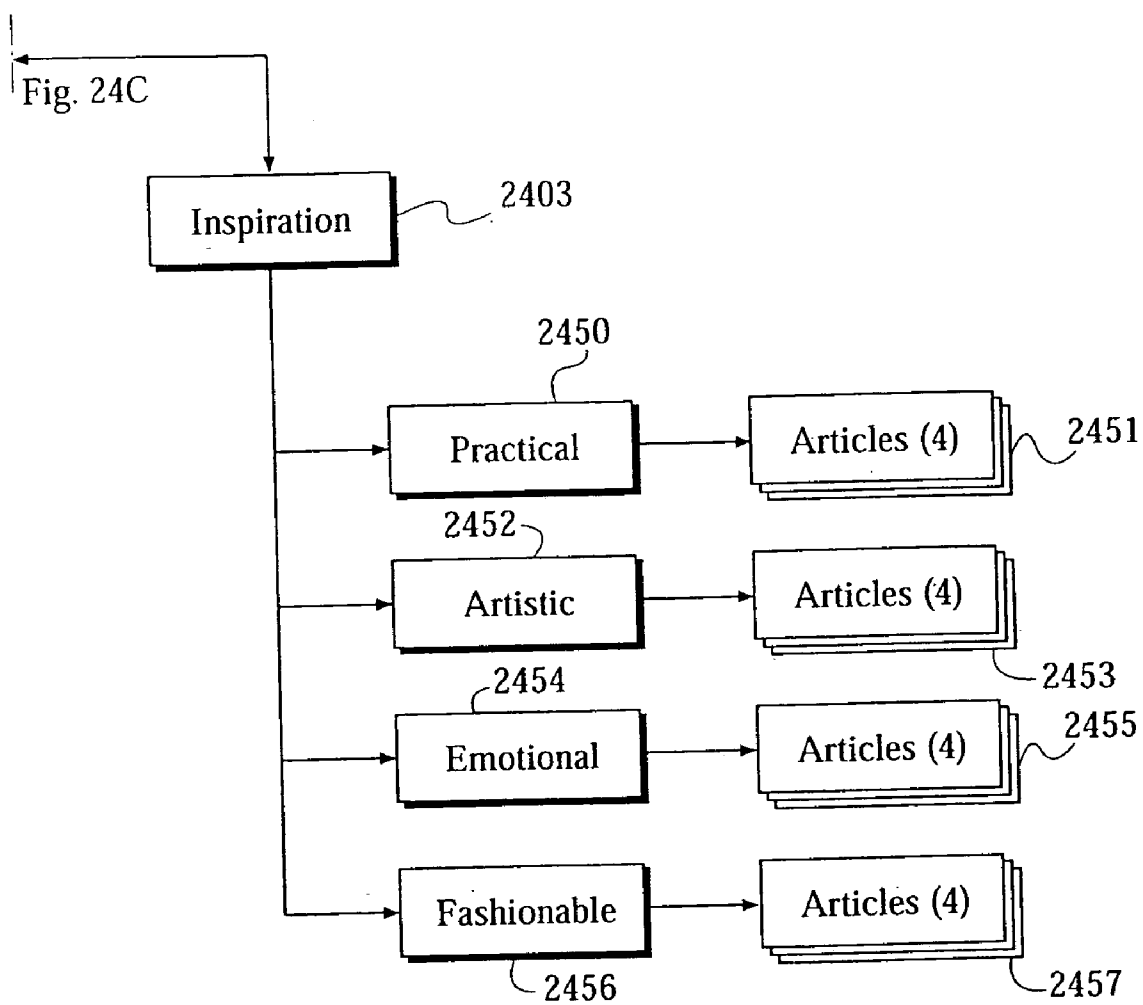 Fig. 24C
Inspiration
2403
2450
Practical
Articles (4)
2451
2452
Artistic
Articles (4)
2453
2454
Emotional
Articles (4)
2455
Fashionable
2456
Articles (4)
2457